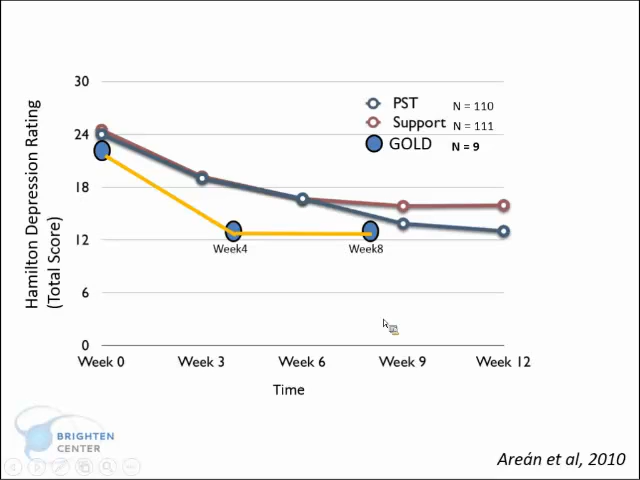 30
PST N = 110
Support N = 111
GOLD N = 9
24
18
12
6
0
Hamilton Depression Rating
(Total Score)
Week4
Week8
Week 0 Week 3 Week 6 Week 9 Week 12
Time
BRIGHTEN
CENTER
Areán et al, 2010